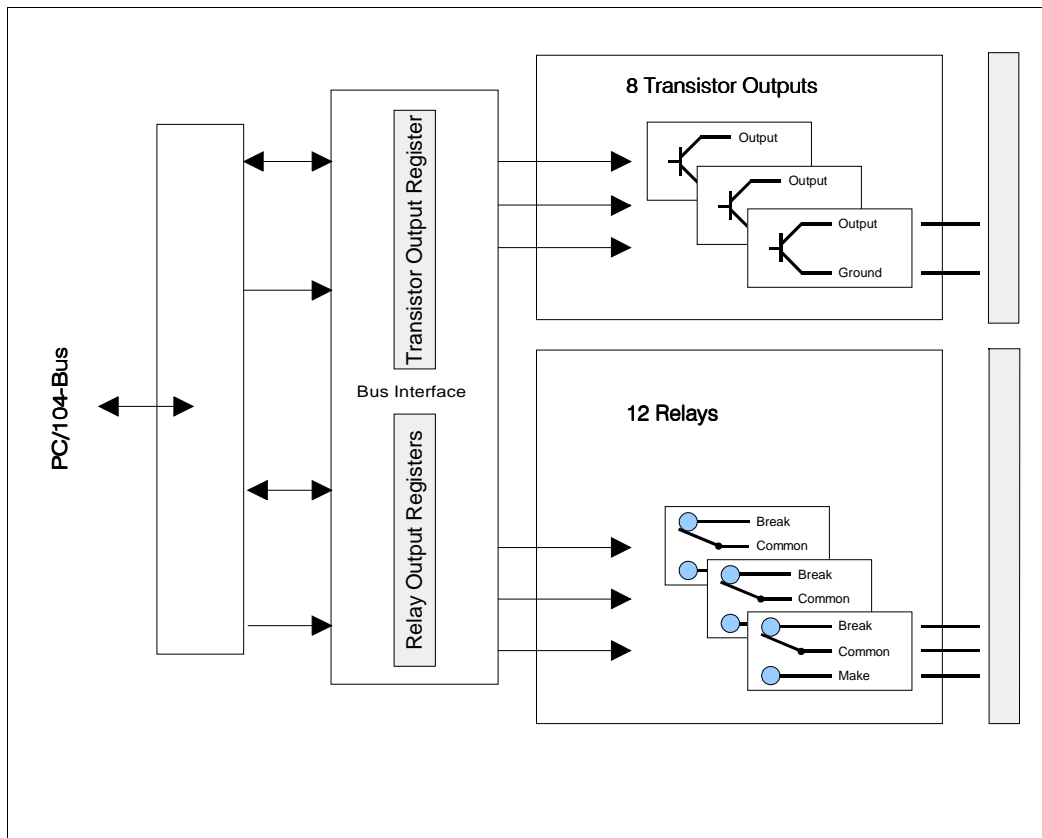 8 Transistor Outputs
Output
Output
Output
Ground
Transistor Output Register
Bus Interface
Relay Output Registers
PC/104-Bus
12 Relays
Break
Common
Break
Common
Break
Common
Make